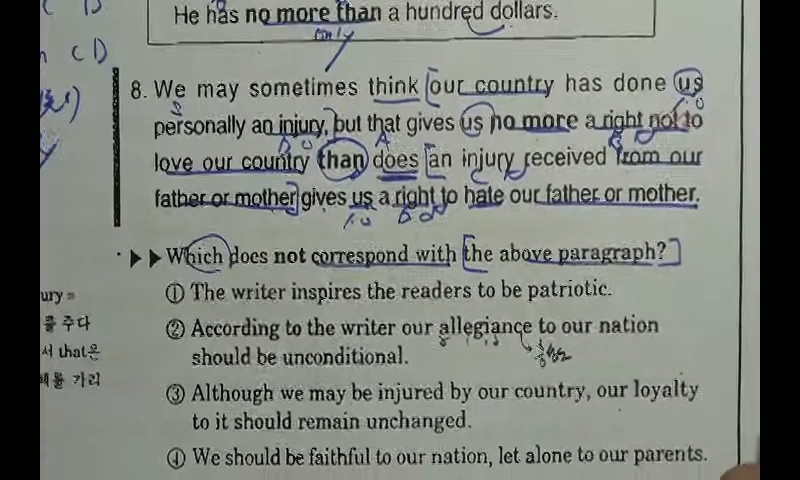 He has no more than a hundred dollars.
only
8. We may sometimes think our country has done us
personally an injury, but that gives us no more a right not to
love our country than does an injury received from our
father or mother gives us a right to hate our father or mother.
▶▶ Which does not correspond with the above paragraph?
① The writer inspires the readers to be patriotic.
② According to the writer our allegiance to our nation
should be unconditional.
③ Although we may be injured by our country, our loyalty
to it should remain unchanged.
④ We should be faithful to our nation, let alone to our parents.
ury =
를 주다
서 that은